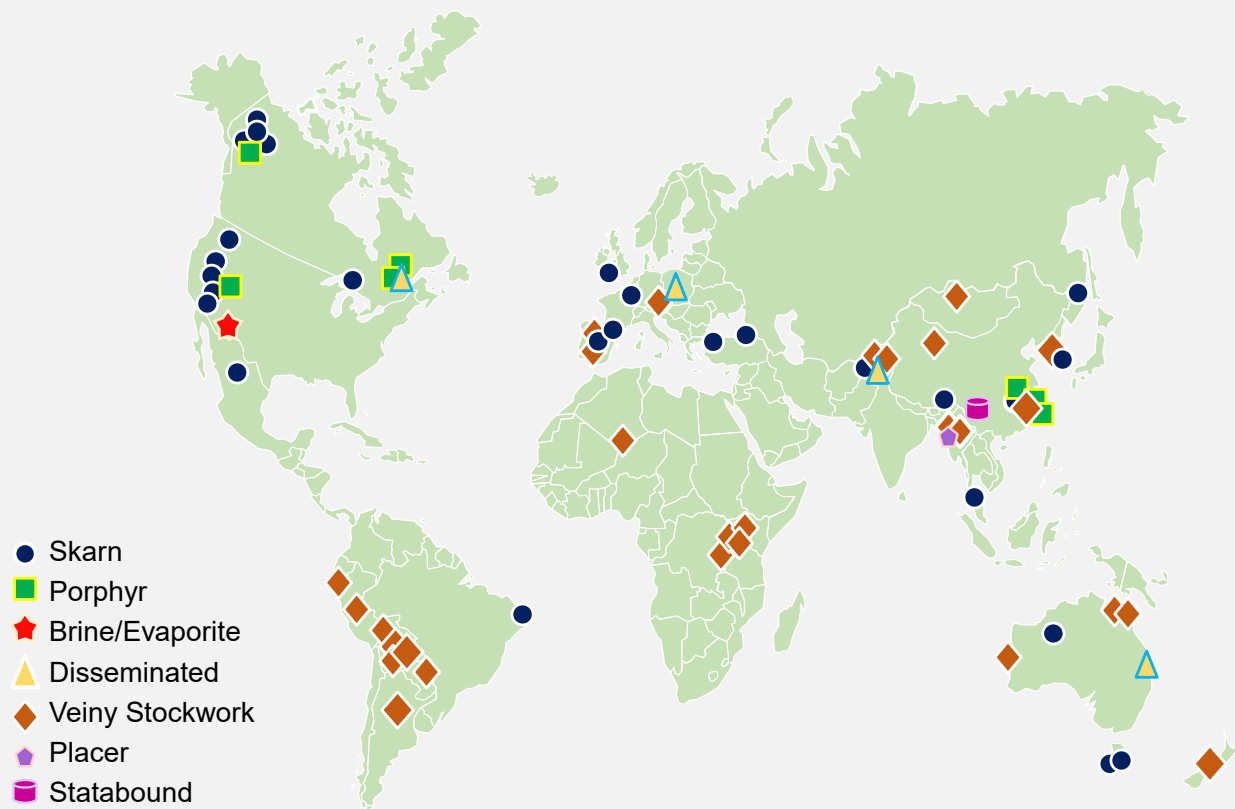 Skarn
Porphyr
Brine/Evaporite
Disseminated
Veiny Stockwork
Placer
Statabound